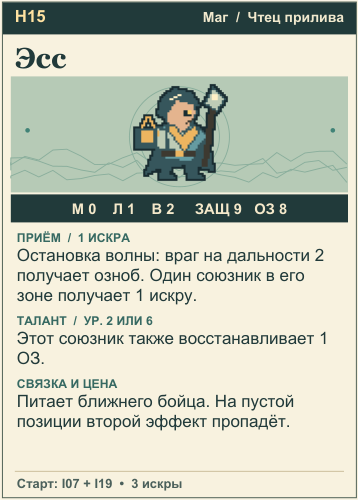 H15
Маг / Чтец прилива
Эсс
М 0 Л 1 В 2 ЗАЩ 9 ОЗ 8
ПРИЁМ / 1 ИСКРА
Остановка волны: враг на дальности 2
получает озноб. Один союзник в его
зоне получает 1 искру.
ТАЛАНТ / УР. 2 ИЛИ 6
Этот союзник также восстанавливает 1
ОЗ.
СВЯЗКА И ЦЕНА
Питает ближнего бойца. На пустой
позиции второй эффект пропадёт.
Старт: I07 + I19 • 3 искры